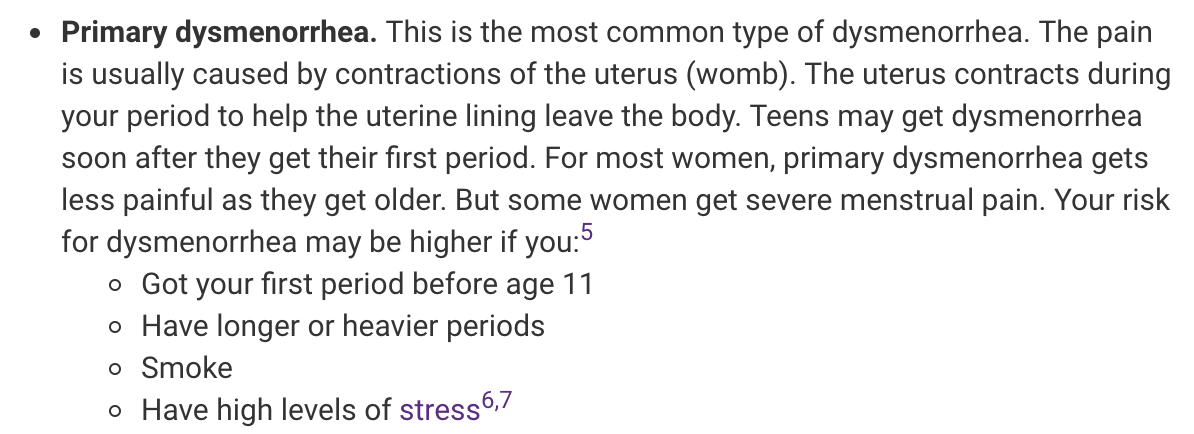 • Primary dysmenorrhea. This is the most common type of dysmenorrhea. The pain
is usually caused by contractions of the uterus (womb). The uterus contracts during
your period to help the uterine lining leave the body. Teens may get dysmenorrhea
soon after they get their first period. For most women, primary dysmenorrhea gets
less painful as they get older. But some women get severe menstrual pain. Your risk
for dysmenorrhea may be higher if you:5
◦ Got your first period before age 11
◦ Have longer or heavier periods
◦ Smoke
◦ Have high levels of stress6,7